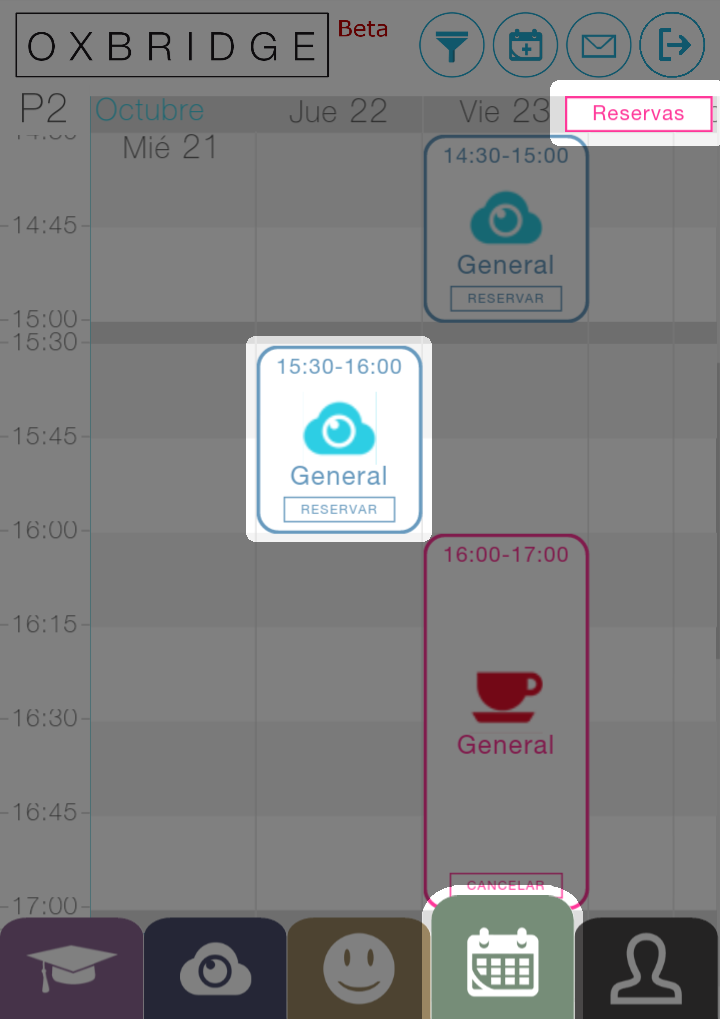 OXBRIDGE Beta
P2
Octubre
Mié 21
Jue 22
Vie 23
Reservas
14:45
15:00
15:30
15:45
16:00
16:15
16:30
16:45
17:00
14:30-15:00
General
RESERVAR
15:30-16:00
General
RESERVAR
16:00-17:00
General
CANCELAR